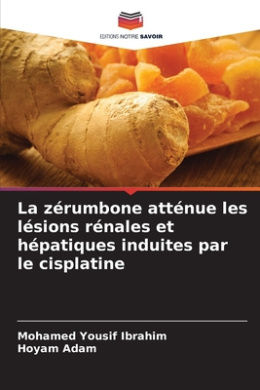 EDITIONS NOTRE SAVOIR
La zérumbone atténue les
lésions rénales et
hépatiques induites par
le cisplatine
Mohamed Yousif Ibrahim
Hoyam Adam